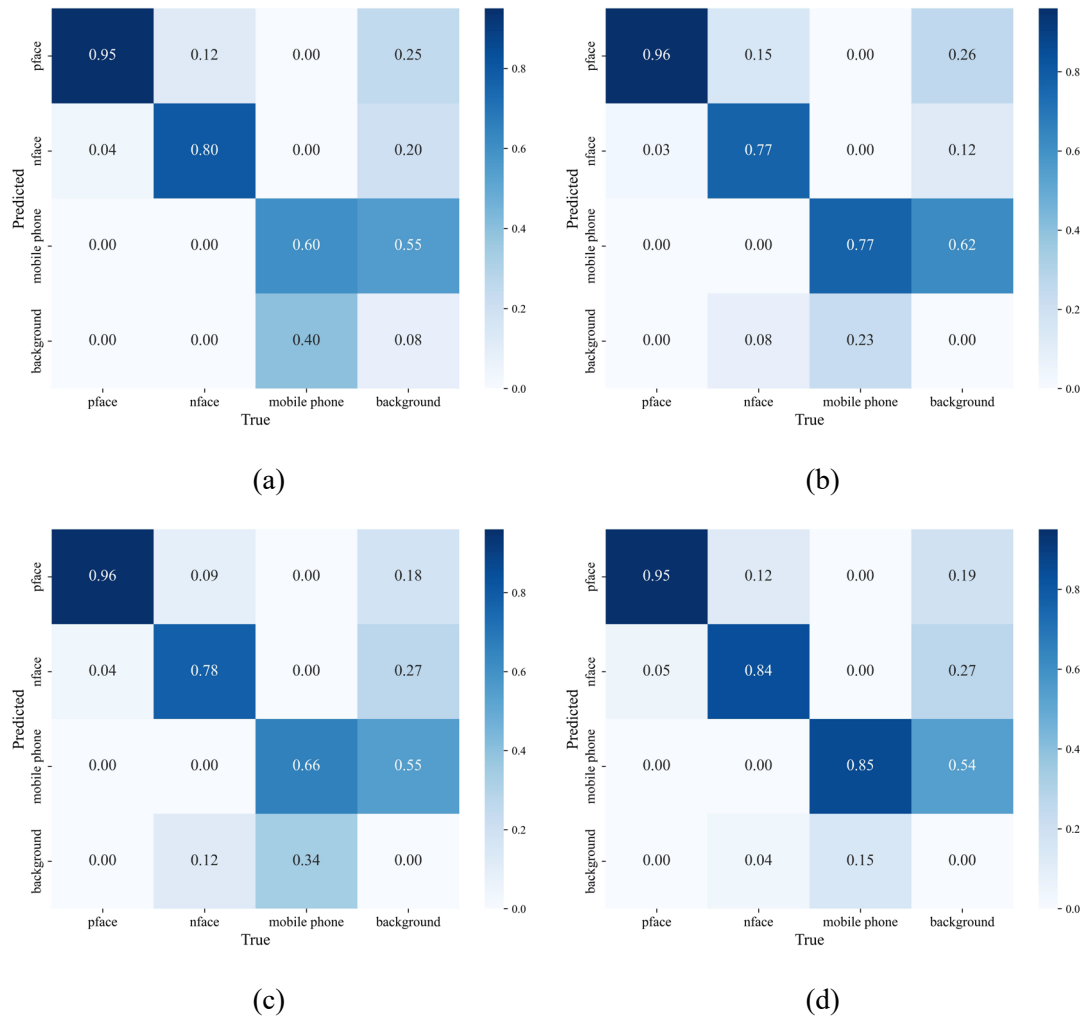 pface 0.95 0.12 0.00 0.25
nface 0.04 0.80 0.00 0.20
mobile phone 0.00 0.00 0.60 0.55
background 0.00 0.00 0.40 0.08
pface nface mobile phone background
True
Predicted
0.8
0.6
0.4
0.2
0.0
(a)
pface 0.96 0.15 0.00 0.26
nface 0.03 0.77 0.00 0.12
mobile phone 0.00 0.00 0.77 0.62
background 0.00 0.08 0.23 0.00
pface nface mobile phone background
True
Predicted
0.8
0.6
0.4
0.2
0.0
(b)
pface 0.96 0.09 0.00 0.18
nface 0.04 0.78 0.00 0.27
mobile phone 0.00 0.00 0.66 0.55
background 0.00 0.12 0.34 0.00
pface nface mobile phone background
True
Predicted
0.8
0.6
0.4
0.2
0.0
(c)
pface 0.95 0.12 0.00 0.19
nface 0.05 0.84 0.00 0.27
mobile phone 0.00 0.00 0.85 0.54
background 0.00 0.04 0.15 0.00
pface nface mobile phone background
True
Predicted
0.8
0.6
0.4
0.2
0.0
(d)